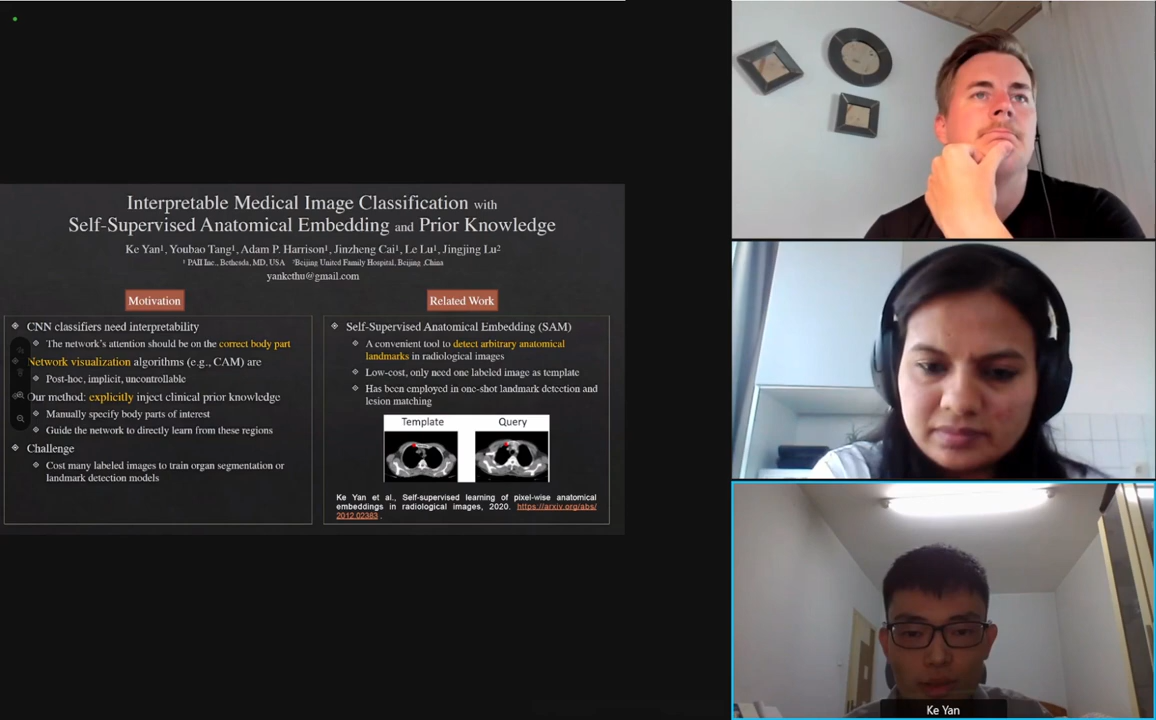 Interpretable Medical Image Classification with
Self-Supervised Anatomical Embedding and Prior Knowledge
Ke Yan¹, Youbao Tang¹, Adam P. Harrison¹, Jinzheng Cai¹, Le Lu¹, Jingjing Lu²
¹ PAII Inc., Bethesda, MD, USA ²Beijing United Family Hospital, Beijing ,China
yankethu@gmail.com
Motivation
CNN classifiers need interpretability
The network's attention should be on the correct body part
Network visualization algorithms (e.g., CAM) are
Post-hoc, implicit, uncontrollable
Our method: explicitly inject clinical prior knowledge
Manually specify body parts of interest
Guide the network to directly learn from these regions
Challenge
Cost many labeled images to train organ segmentation or
landmark detection models
Related Work
Self-Supervised Anatomical Embedding (SAM)
A convenient tool to detect arbitrary anatomical
landmarks in radiological images
Low-cost, only need one labeled image as template
Has been employed in one-shot landmark detection and
lesion matching
Template Query
Ke Yan et al., Self-supervised learning of pixel-wise anatomical
embeddings in radiological images, 2020. https://arxiv.org/abs/
2012.02383 .
Ke Yan